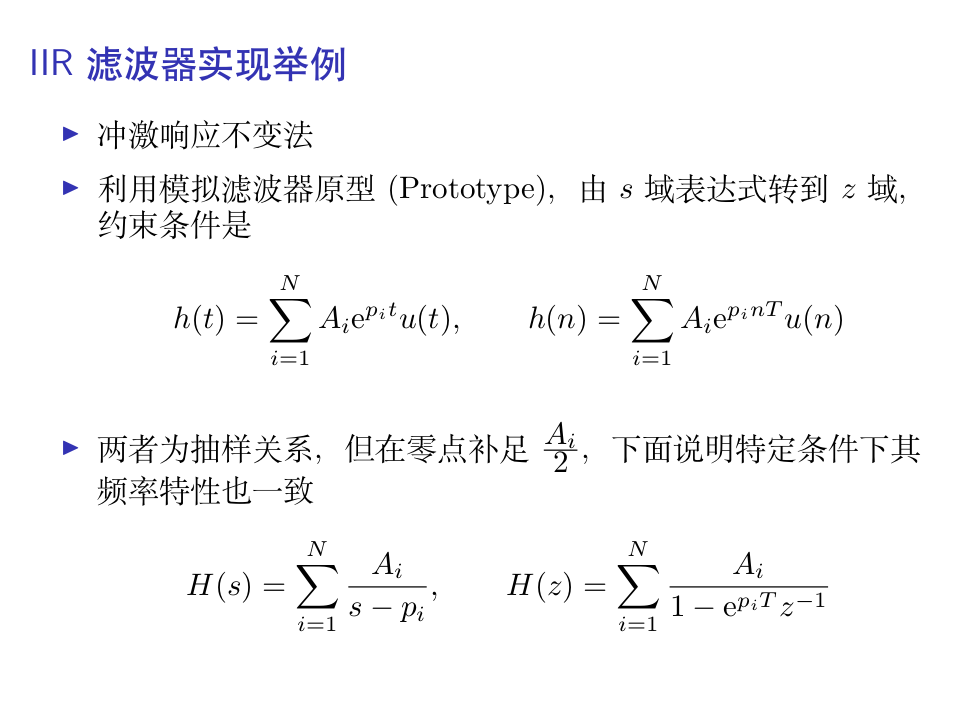 IIR 滤波器实现举例
▶ 冲激响应不变法
▶ 利用模拟滤波器原型 (Prototype), 由 s 域表达式转到 z 域,
约束条件是
$h(t) = \sum_{i=1}^{N} A_i \mathrm{e}^{p_i t} u(t), \qquad h(n) = \sum_{i=1}^{N} A_i \mathrm{e}^{p_i nT} u(n)$
▶ 两者为抽样关系, 但在零点补足 $\frac{A_i}{2}$, 下面说明特定条件下其
频率特性也一致
$H(s) = \sum_{i=1}^{N} \frac{A_i}{s - p_i}, \qquad H(z) = \sum_{i=1}^{N} \frac{A_i}{1 - \mathrm{e}^{p_i T} z^{-1}}$